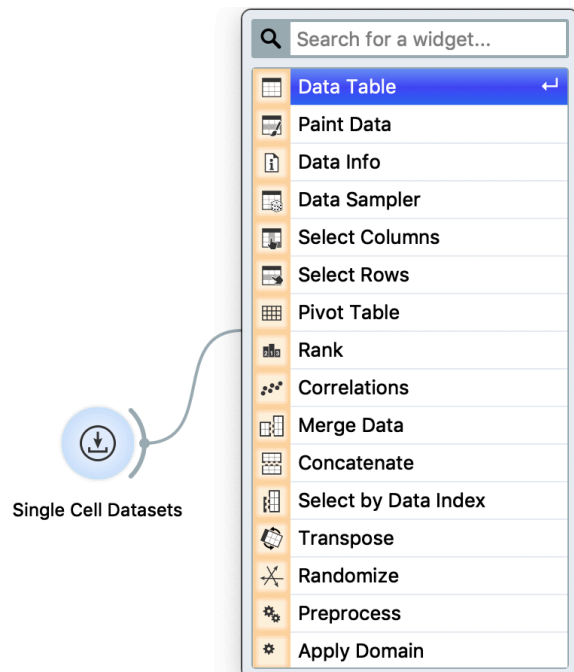 Search for a widget...
Data Table
Paint Data
Data Info
Data Sampler
Select Columns
Select Rows
Pivot Table
Rank
Correlations
Merge Data
Concatenate
Select by Data Index
Transpose
Randomize
Preprocess
Apply Domain
Single Cell Datasets